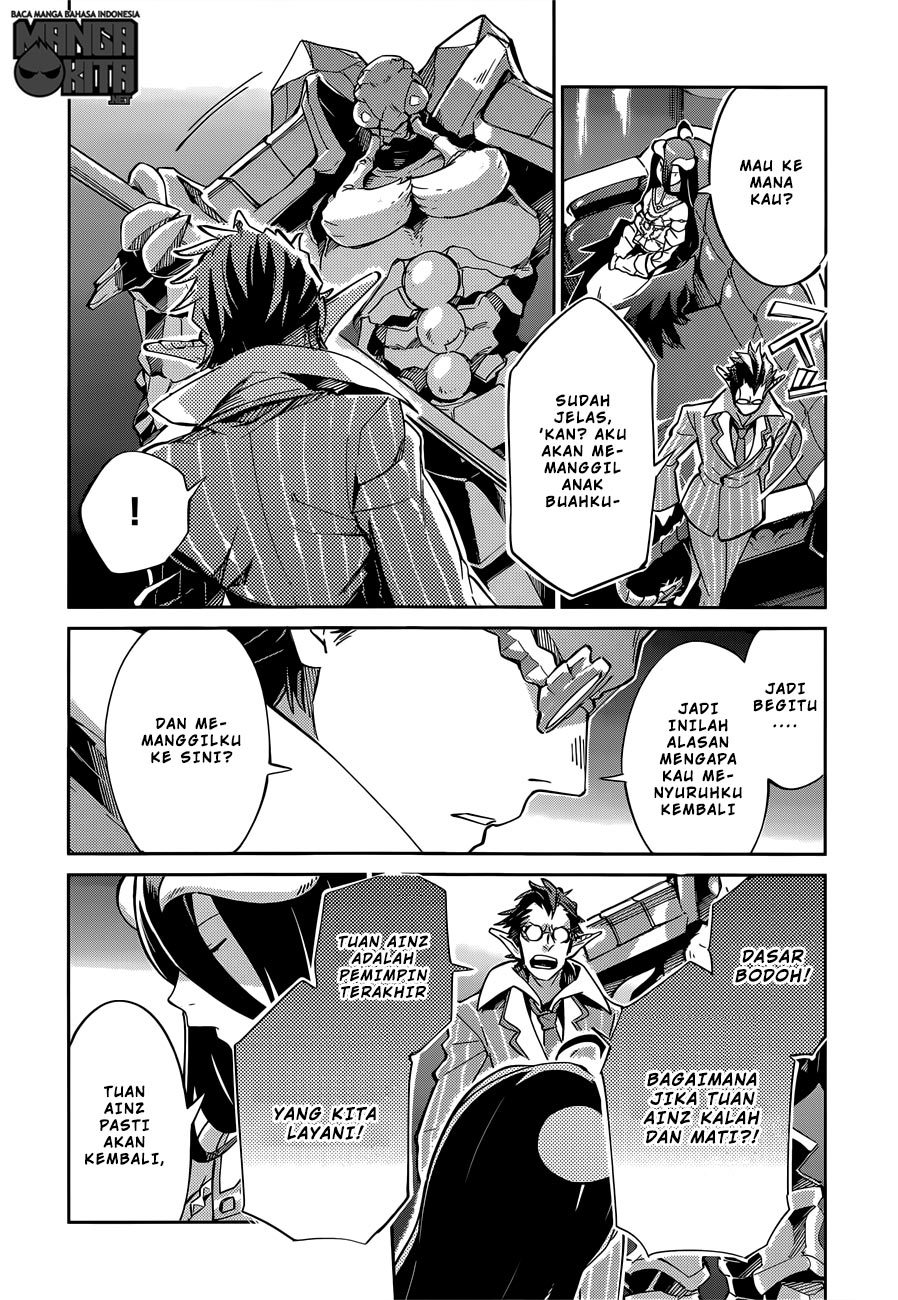 BACA MANGA BAHASA INDONESIA
MANGA
KITA
.NET
MAU KE
MANA
KAU?
SUDAH
JELAS,
'KAN? AKU
AKAN ME-
MANGGIL
ANAK
BUAHKU-
!
JADI
BEGITU
....
JADI
INILAH
ALASAN
MENGAPA
KAU ME-
NYURUHKU
KEMBALI
DAN ME-
MANGGILKU
KE SINI?
DASAR
BODOH!
BAGAIMANA
JIKA TUAN
AINZ KALAH
DAN MATI?!
TUAN AINZ
ADALAH
PEMIMPIN
TERAKHIR
YANG KITA
LAYANI!
TUAN
AINZ
PASTI
AKAN
KEMBALI,